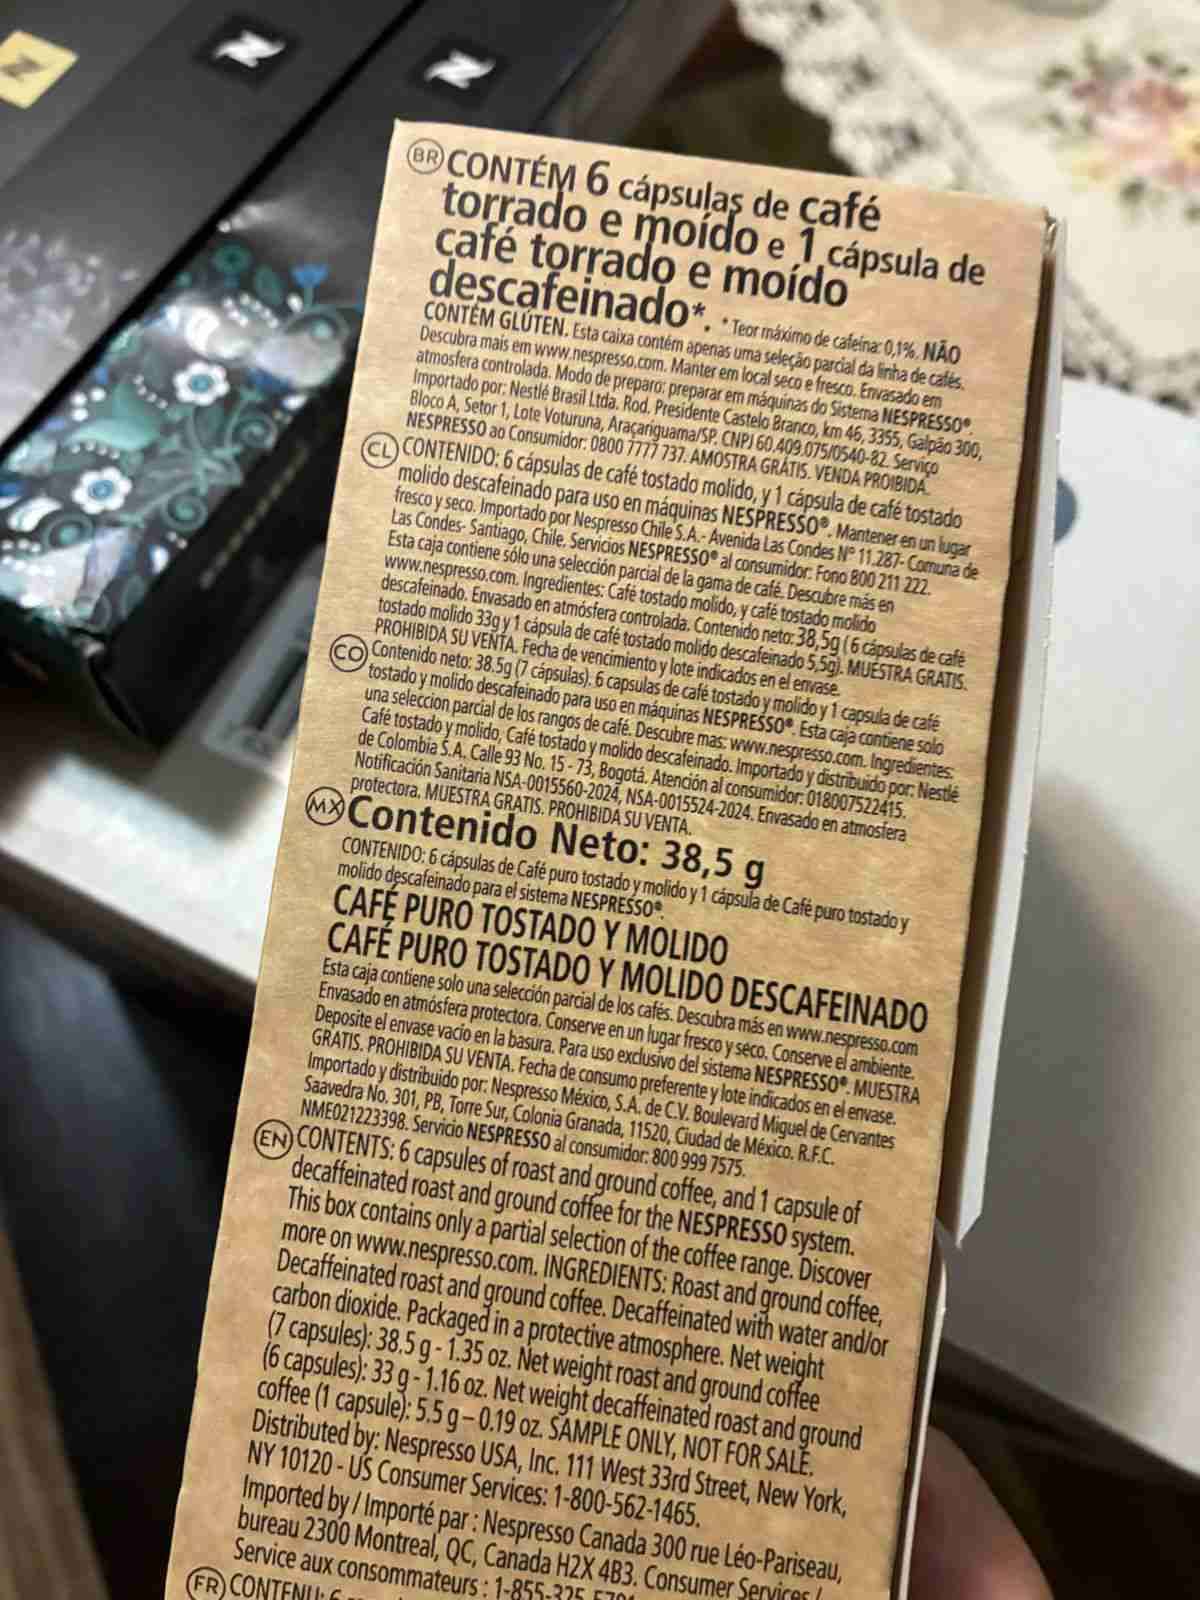 BR CONTÉM 6 cápsulas de café
torrado e moído e 1 cápsula de
café torrado e moído
descafeinado*. * Teor máximo de cafeína: 0,1%. NÃO
CONTÉM GLÚTEN. Esta caixa contém apenas uma seleção parcial da linha de cafés.
Descubra mais em www.nespresso.com. Manter em local seco e fresco. Envasado em
atmosfera controlada. Modo de preparo: preparar em máquinas do Sistema NESPRESSO®.
Importado por: Nestlé Brasil Ltda. Rod. Presidente Castelo Branco, km 46, 3355, Galpão 300,
Bloco A, Setor 1, Lote Voturuna, Araçariguama/SP. CNPJ 60.409.075/0540-82. Serviço
NESPRESSO ao Consumidor: 0800 7777 737. AMOSTRA GRÁTIS. VENDA PROIBIDA.
CL CONTENIDO: 6 cápsulas de café tostado molido, y 1 cápsula de café tostado
molido descafeinado para uso en máquinas NESPRESSO®. Mantener en un lugar
fresco y seco. Importado por Nespresso Chile S.A.- Avenida Las Condes N° 11.287- Comuna de
Las Condes- Santiago, Chile. Servicios NESPRESSO® al consumidor: Fono 800 211 222.
Esta caja contiene sólo una selección parcial de la gama de café. Descubre más en
www.nespresso.com. Ingredientes: Café tostado molido, y café tostado molido
descafeinado. Envasado en atmósfera controlada. Contenido neto: 38,5g ( 6 cápsulas de café
tostado molido 33g y 1 cápsula de café tostado molido descafeinado 5,5g). MUESTRA GRATIS.
PROHIBIDA SU VENTA. Fecha de vencimiento y lote indicados en el envase.
CO Contenido neto: 38.5g (7 cápsulas). 6 capsulas de café tostado y molido y 1 capsula de café
tostado y molido descafeinado para uso en máquinas NESPRESSO®. Esta caja contiene solo
una seleccion parcial de los rangos de café. Descubre mas: www.nespresso.com. Ingredientes:
Café tostado y molido, Café tostado y molido descafeinado. Importado y distribuido por: Nestlé
de Colombia S.A. Calle 93 No. 15 - 73, Bogotá. Atención al consumidor: 018007522415.
Notificación Sanitaria NSA-0015560-2024, NSA-0015524-2024. Envasado en atmosfera
protectora. MUESTRA GRATIS. PROHIBIDA SU VENTA.
MX Contenido Neto: 38,5 g
CONTENIDO: 6 cápsulas de Café puro tostado y molido y 1 cápsula de Café puro tostado y
molido descafeinado para el sistema NESPRESSO®.
CAFÉ PURO TOSTADO Y MOLIDO
CAFÉ PURO TOSTADO Y MOLIDO DESCAFEINADO
Esta caja contiene solo una selección parcial de los cafés. Descubra más en www.nespresso.com
Envasado en atmósfera protectora. Conserve en un lugar fresco y seco. Conserve el ambiente.
Deposite el envase vacío en la basura. Para uso exclusivo del sistema NESPRESSO®. MUESTRA
GRATIS. PROHIBIDA SU VENTA. Fecha de consumo preferente y lote indicados en el envase.
Importado y distribuido por: Nespresso México, S.A. de C.V. Boulevard Miguel de Cervantes
Saavedra No. 301, PB, Torre Sur, Colonia Granada, 11520, Ciudad de México. R.F.C.
NME021223398. Servicio NESPRESSO al consumidor: 800 999 7575.
EN CONTENTS: 6 capsules of roast and ground coffee, and 1 capsule of
decaffeinated roast and ground coffee for the NESPRESSO system.
This box contains only a partial selection of the coffee range. Discover
more on www.nespresso.com. INGREDIENTS: Roast and ground coffee,
Decaffeinated roast and ground coffee. Decaffeinated with water and/or
carbon dioxide. Packaged in a protective atmosphere. Net weight
(7 capsules): 38.5 g - 1.35 oz. Net weight roast and ground coffee
(6 capsules): 33 g - 1.16 oz. Net weight decaffeinated roast and ground
coffee (1 capsule): 5.5 g – 0.19 oz. SAMPLE ONLY, NOT FOR SALE.
Distributed by: Nespresso USA, Inc. 111 West 33rd Street, New York,
NY 10120 - US Consumer Services: 1-800-562-1465.
Imported by / Importé par : Nespresso Canada 300 rue Léo-Pariseau,
bureau 2300 Montreal, QC, Canada H2X 4B3. Consumer Services /
Service aux consommateurs : 1-855-325-
FR CONTENU: 6